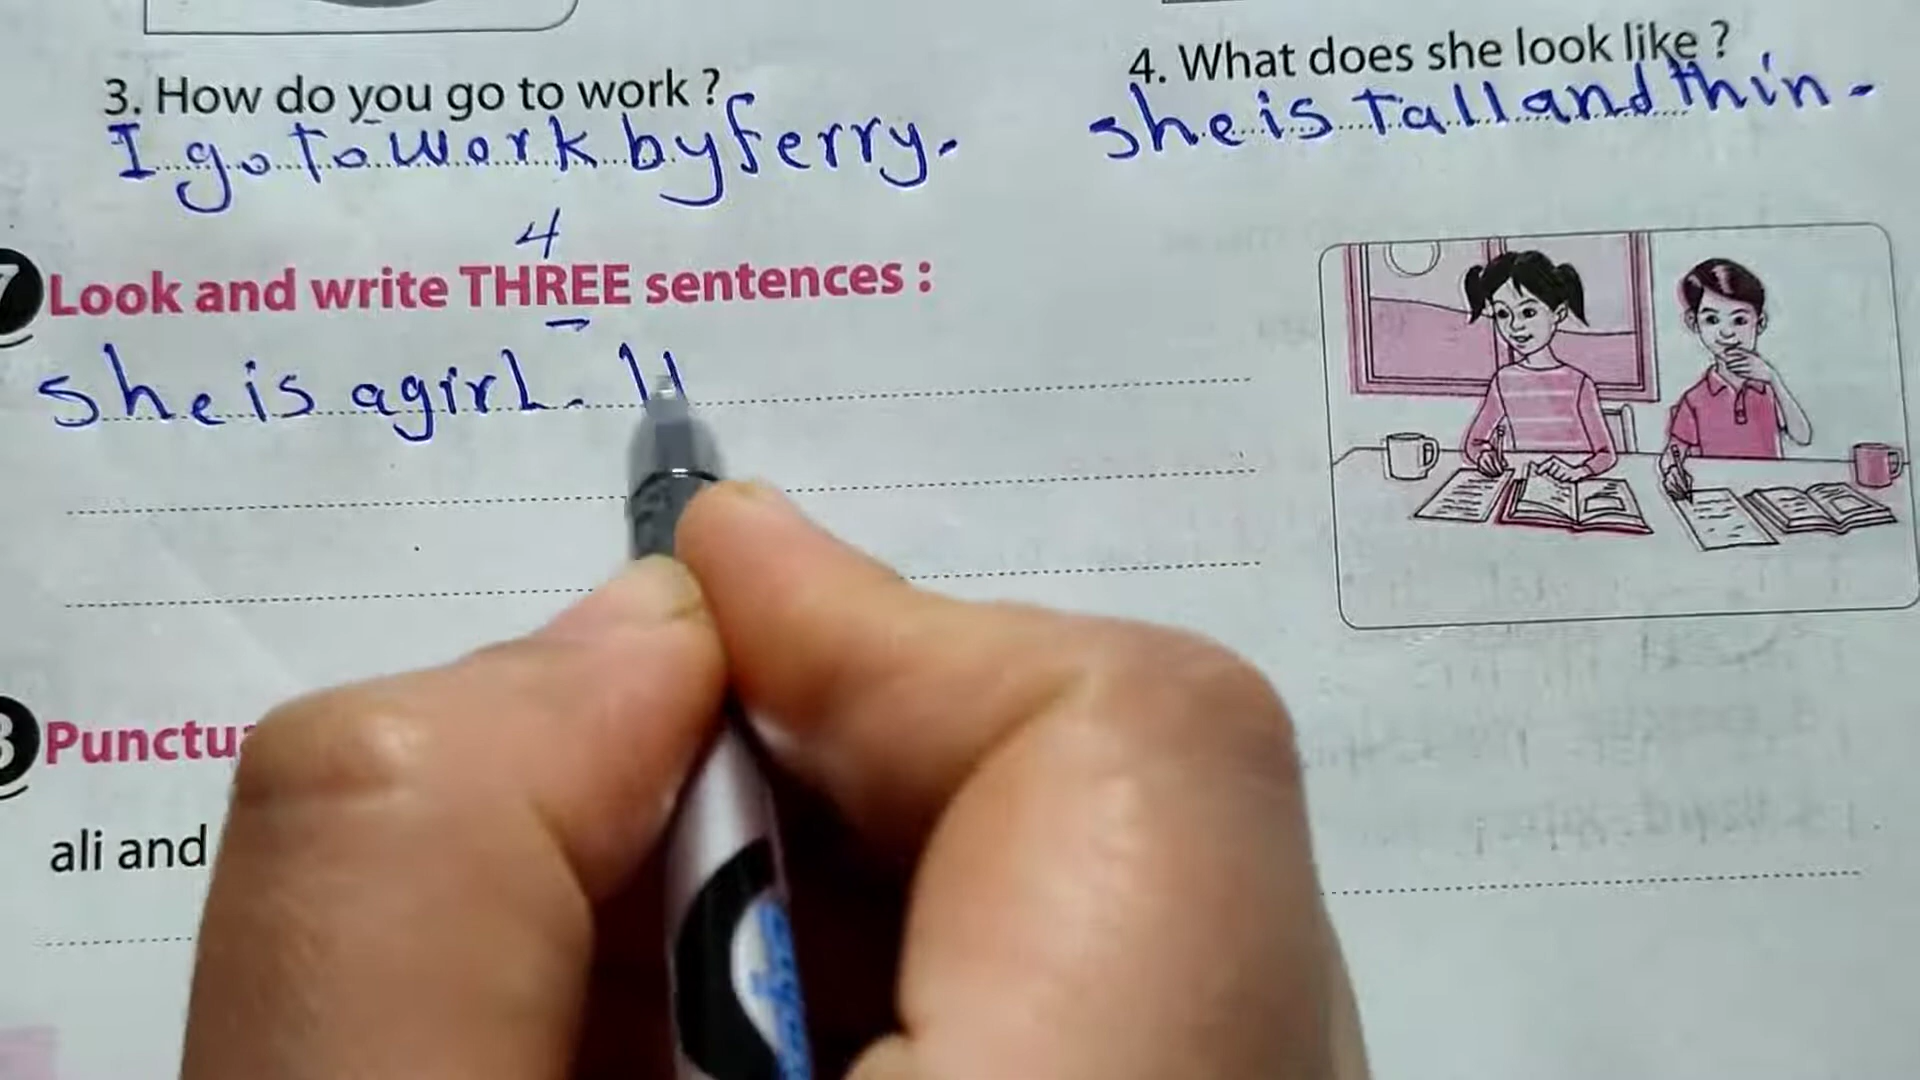 3. How do you go to work ?
I go to work by ferry.
4. What does she look like ?
she is tall and thin.
4
7 Look and write THREE sentences :
she is a girl.
ali and